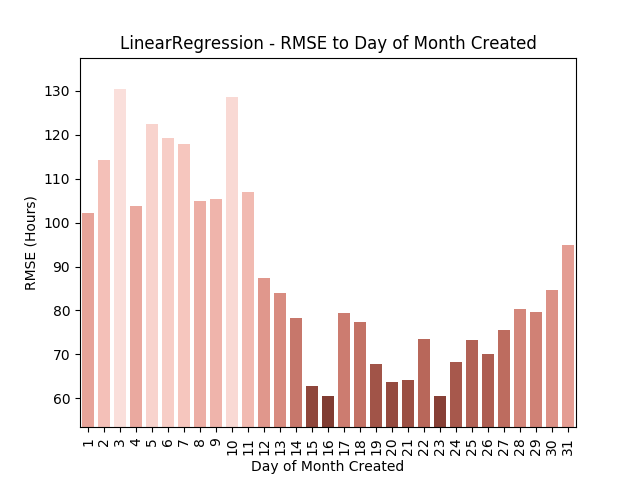 LinearRegression - RMSE to Day of Month Created
130
120
110
100
90
80
70
60
RMSE (Hours)
1 2 3 4 5 6 7 8 9 10 11 12 13 14 15 16 17 18 19 20 21 22 23 24 25 26 27 28 29 30 31
Day of Month Created